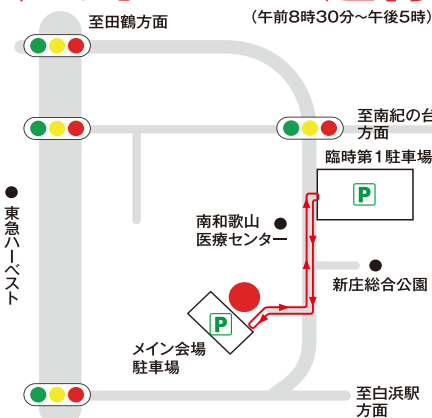 (午前8時30分〜午後5時)
至田鶴方面
至南紀の台
方面
臨時第1駐車場
P
東急ハーベスト
南和歌山
医療センター
新庄総合公園
P
メイン会場
駐車場
至白浜駅
方面